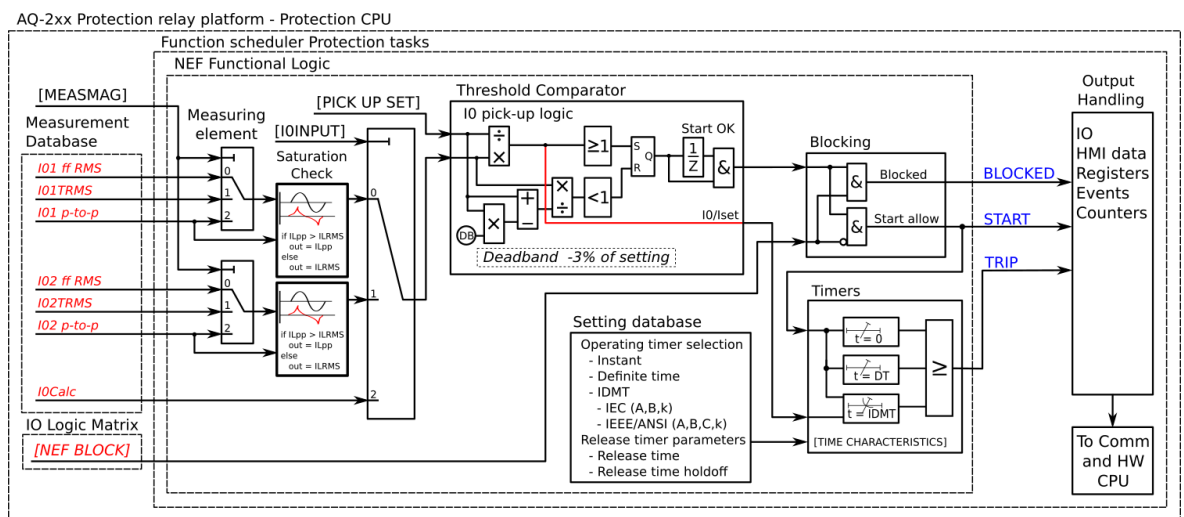 AQ-2xx Protection relay platform - Protection CPU
Function scheduler Protection tasks
NEF Functional Logic
[MEASMAG]
Measurement
Database
I01 ff RMS
I01TRMS
I01 p-to-p
I02 ff RMS
I02TRMS
I02 p-to-p
I0Calc
IO Logic Matrix
[NEF BLOCK]
Measuring
element
0
1
2
0
1
2
[PICK UP SET]
[I0INPUT]
Saturation
Check
if ILpp > ILRMS
out = ILpp
else
out = ILRMS
if ILpp > ILRMS
out = ILpp
else
out = ILRMS
0
1
2
Threshold Comparator
I0 pick-up logic
÷
×
≥1
S
R
Q
Start OK
1
Z
&
+
−
×
÷
<1
DB
×
I0/Iset
Deadband -3% of setting
Blocking
&
Blocked
&
Start allow
BLOCKED
START
TRIP
Timers
t = 0
t = DT
t = IDMT
≥
[TIME CHARACTERISTICS]
Setting database
Operating timer selection
- Instant
- Definite time
- IDMT
- IEC (A,B,k)
- IEEE/ANSI (A,B,C,k)
Release timer parameters
- Release time
- Release time holdoff
Output
Handling
IO
HMI data
Registers
Events
Counters
To Comm
and HW
CPU